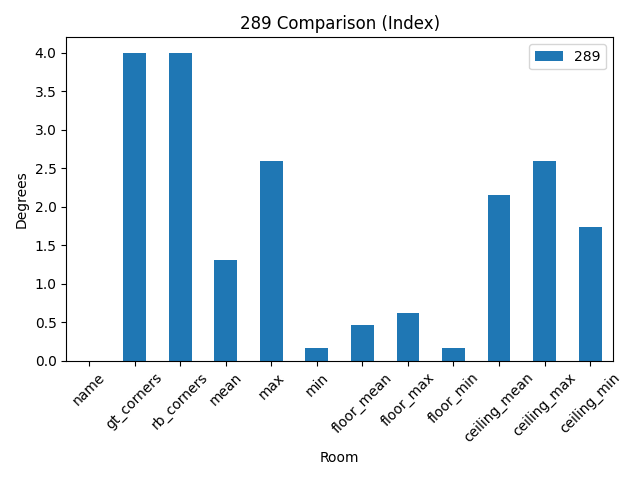 289 Comparison (Index)
289
4.0
3.5
3.0
2.5
2.0
1.5
1.0
0.5
0.0
Degrees
name
gt_corners
rb_corners
mean
max
min
floor_mean
floor_max
floor_min
ceiling_mean
ceiling_max
ceiling_min
Room